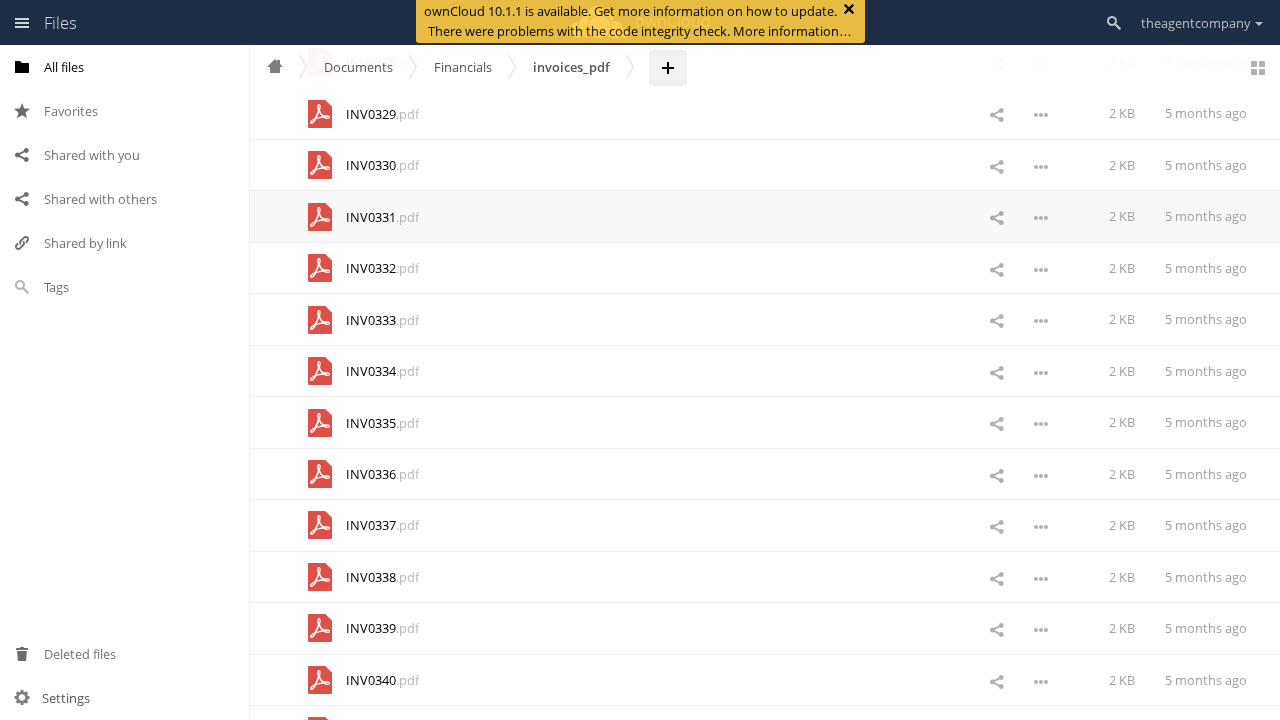 Files
ownCloud 10.1.1 is available. Get more information on how to update.
There were problems with the code integrity check. More information…
theagentcompany
All files
Favorites
Shared with you
Shared with others
Shared by link
Tags
Deleted files
Settings
Documents
Financials
invoices_pdf
INV0329.pdf 2 KB 5 months ago
INV0330.pdf 2 KB 5 months ago
INV0331.pdf 2 KB 5 months ago
INV0332.pdf 2 KB 5 months ago
INV0333.pdf 2 KB 5 months ago
INV0334.pdf 2 KB 5 months ago
INV0335.pdf 2 KB 5 months ago
INV0336.pdf 2 KB 5 months ago
INV0337.pdf 2 KB 5 months ago
INV0338.pdf 2 KB 5 months ago
INV0339.pdf 2 KB 5 months ago
INV0340.pdf 2 KB 5 months ago